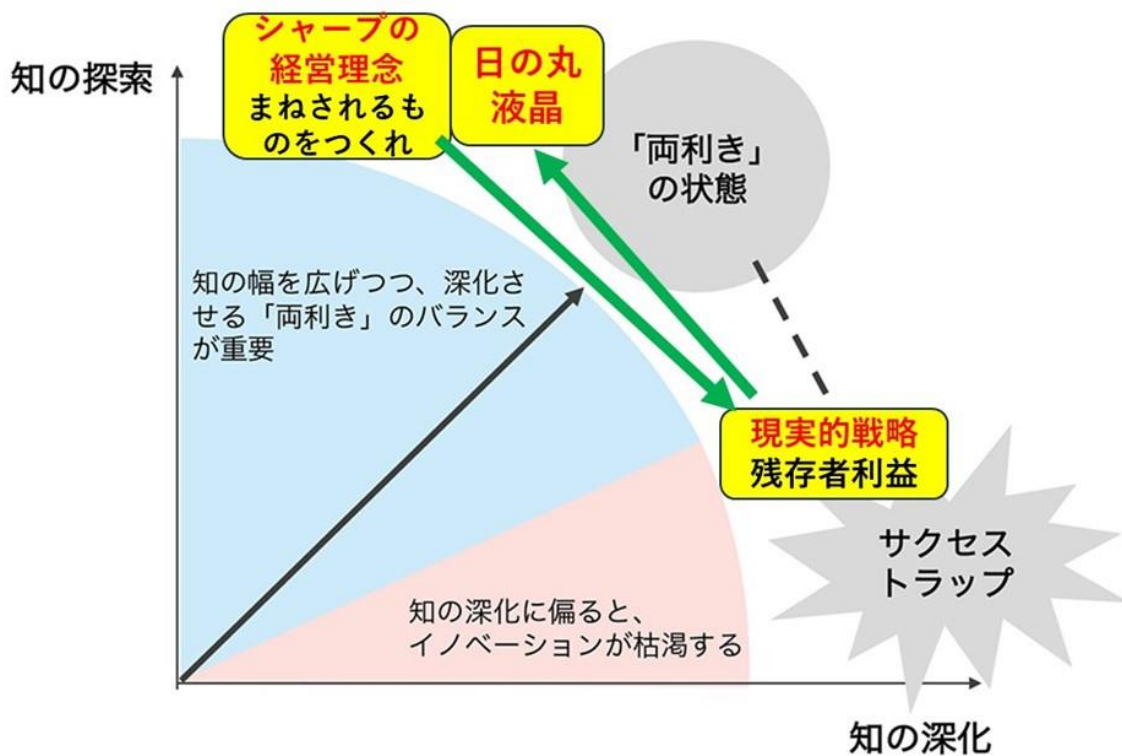 シャープの
経営理念
まねされるも
のをつくれ
日の丸
液晶
知の探索
「両利き」
の状態
知の幅を広げつつ、深化さ
せる「両利き」のバランス
が重要
現実的戦略
残存者利益
サクセス
トラップ
知の深化に偏ると、
イノベーションが枯渇する
知の深化